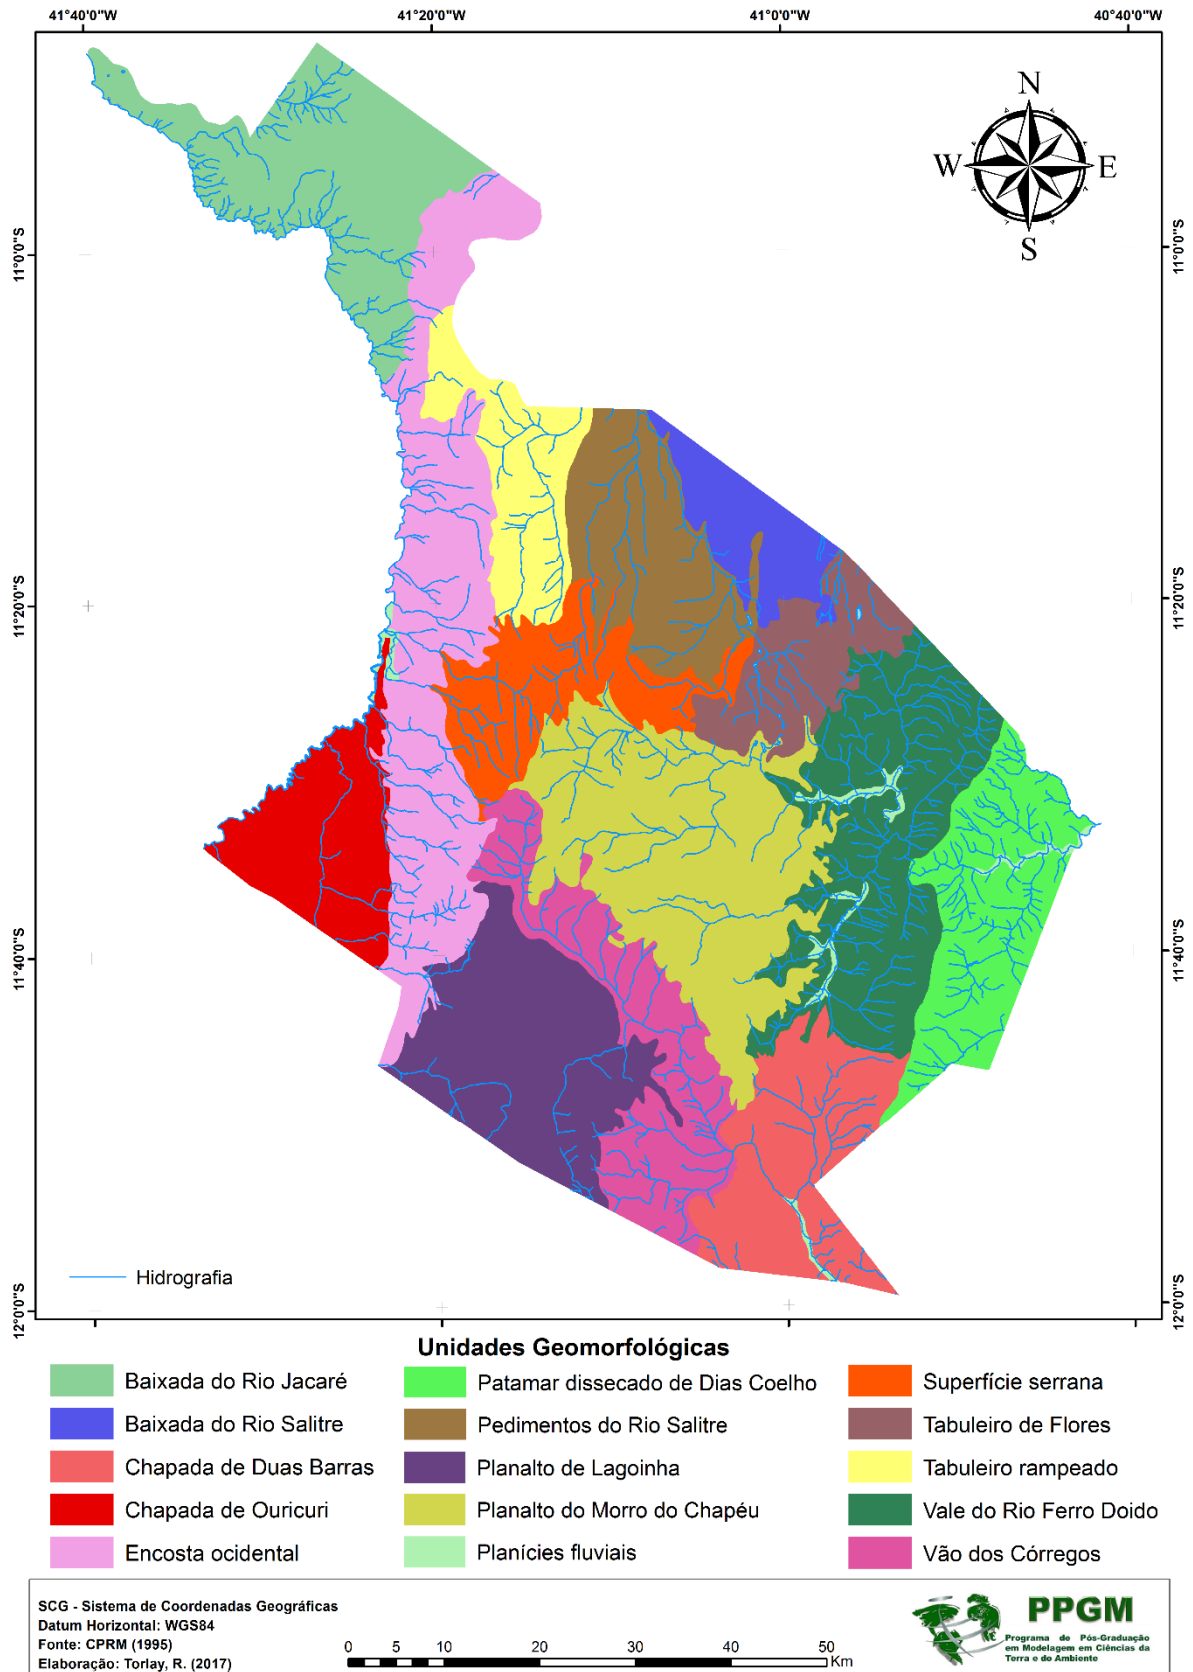 41°40'0"W 41°20'0"W 41°0'0"W 40°40'0"W
N
W E
S
11°0'0"S 11°0'0"S
11°20'0"S 11°20'0"S
11°40'0"S 11°40'0"S
12°0'0"S 12°0'0"S
Hidrografia
Unidades Geomorfológicas
Baixada do Rio Jacaré
Baixada do Rio Salitre
Chapada de Duas Barras
Chapada de Ouricuri
Encosta ocidental
Patamar dissecado de Dias Coelho
Pedimentos do Rio Salitre
Planalto de Lagoinha
Planalto do Morro do Chapéu
Planícies fluviais
Superfície serrana
Tabuleiro de Flores
Tabuleiro rampeado
Vale do Rio Ferro Doido
Vão dos Córregos
SCG - Sistema de Coordenadas Geográficas
Datum Horizontal: WGS84
Fonte: CPRM (1995)
Elaboração: Torlay, R. (2017)
0 5 10 20 30 40 50
Km
PPGM
Programa de Pós-Graduação
em Modelagem em Ciências da
Terra e do Ambiente